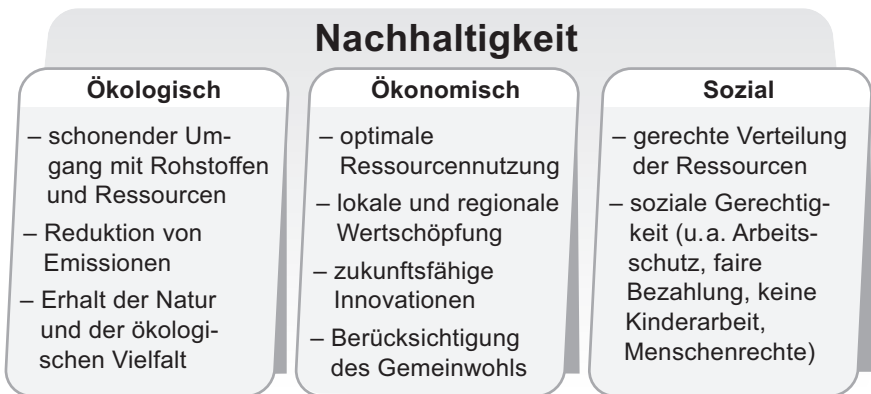 Nachhaltigkeit
Ökologisch
– schonender Um-
gang mit Rohstoffen
und Ressourcen
– Reduktion von
Emissionen
– Erhalt der Natur
und der ökologi-
schen Vielfalt
Ökonomisch
– optimale
Ressourcennutzung
– lokale und regionale
Wertschöpfung
– zukunftsfähige
Innovationen
– Berücksichtigung
des Gemeinwohls
Sozial
– gerechte Verteilung
der Ressourcen
– soziale Gerechtig-
keit (u. a. Arbeits-
schutz, faire
Bezahlung, keine
Kinderarbeit,
Menschenrechte)